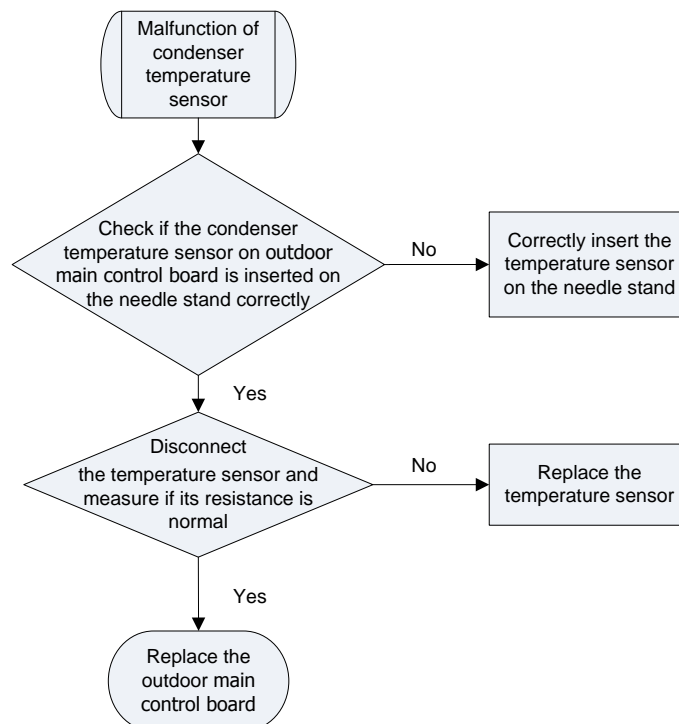 Malfunction of
condenser
temperature
sensor
Check if the condenser
temperature sensor on outdoor
main control board is inserted on
the needle stand correctly
No
Correctly insert the
temperature sensor
on the needle stand
Yes
Disconnect
the temperature sensor and
measure if its resistance is
normal
No
Replace the
temperature sensor
Yes
Replace the
outdoor main
control board